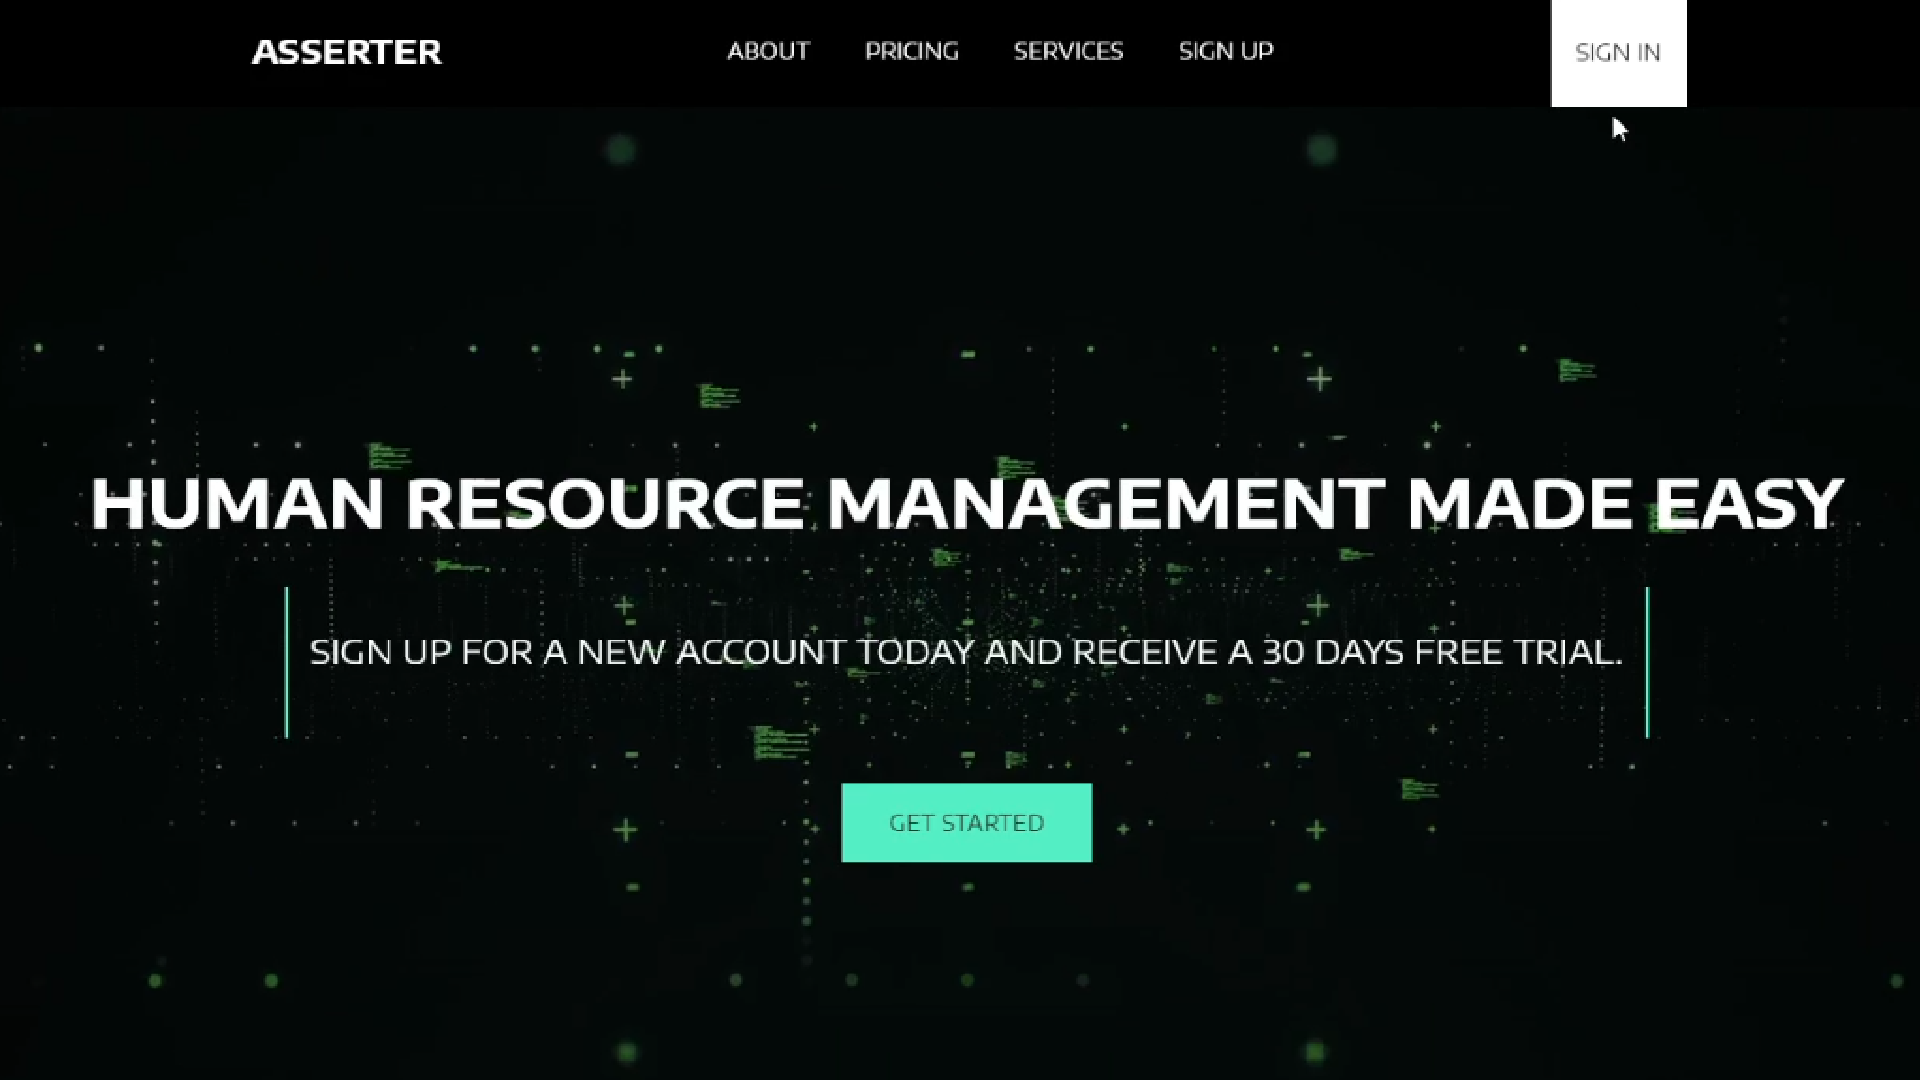 ASSERTER
ABOUT PRICING SERVICES SIGN UP
SIGN IN
HUMAN RESOURCE MANAGEMENT MADE EASY
SIGN UP FOR A NEW ACCOUNT TODAY AND RECEIVE A 30 DAYS FREE TRIAL.
GET STARTED